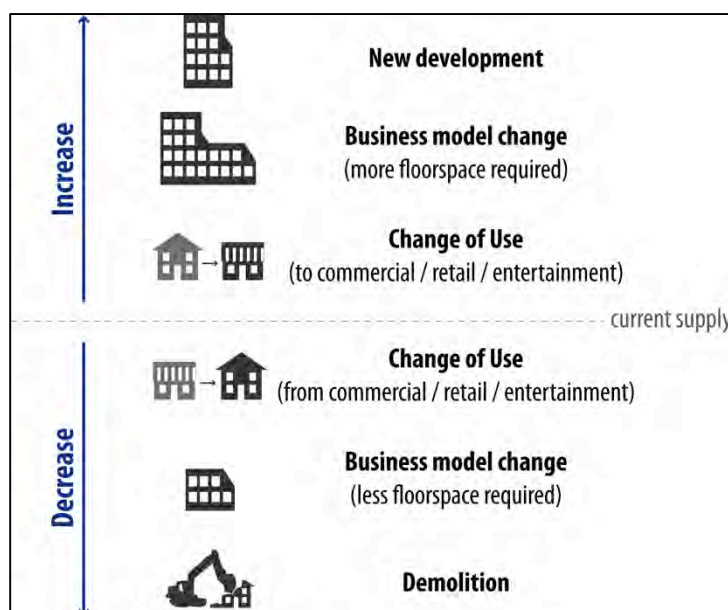 Increase
New development
Business model change
(more floorspace required)
Change of Use
(to commercial / retail / entertainment)
current supply
Decrease
Change of Use
(from commercial / retail / entertainment)
Business model change
(less floorspace required)
Demolition